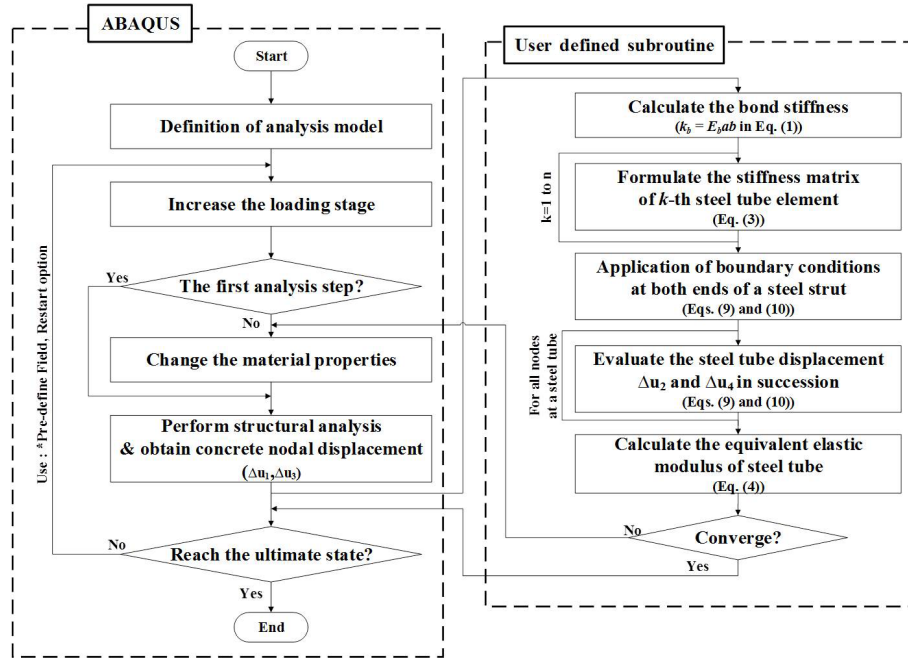 ABAQUS
Start
Definition of analysis model
Increase the loading stage
Yes
The first analysis step?
No
Change the material properties
Perform structural analysis
& obtain concrete nodal displacement
(Δu₁,Δu₃)
Use : *Pre-define Field, Restart option
No
Reach the ultimate state?
Yes
End
User defined subroutine
Calculate the bond stiffness
(k_b = E_bab in Eq. (1))
k=1 to n
Formulate the stiffness matrix
of k-th steel tube element
(Eq. (3))
Application of boundary conditions
at both ends of a steel strut
(Eqs. (9) and (10))
For all nodes
at a steel tube
Evaluate the steel tube displacement
Δu₂ and Δu₄ in succession
(Eqs. (9) and (10))
Calculate the equivalent elastic
modulus of steel tube
(Eq. (4))
No
Converge?
Yes